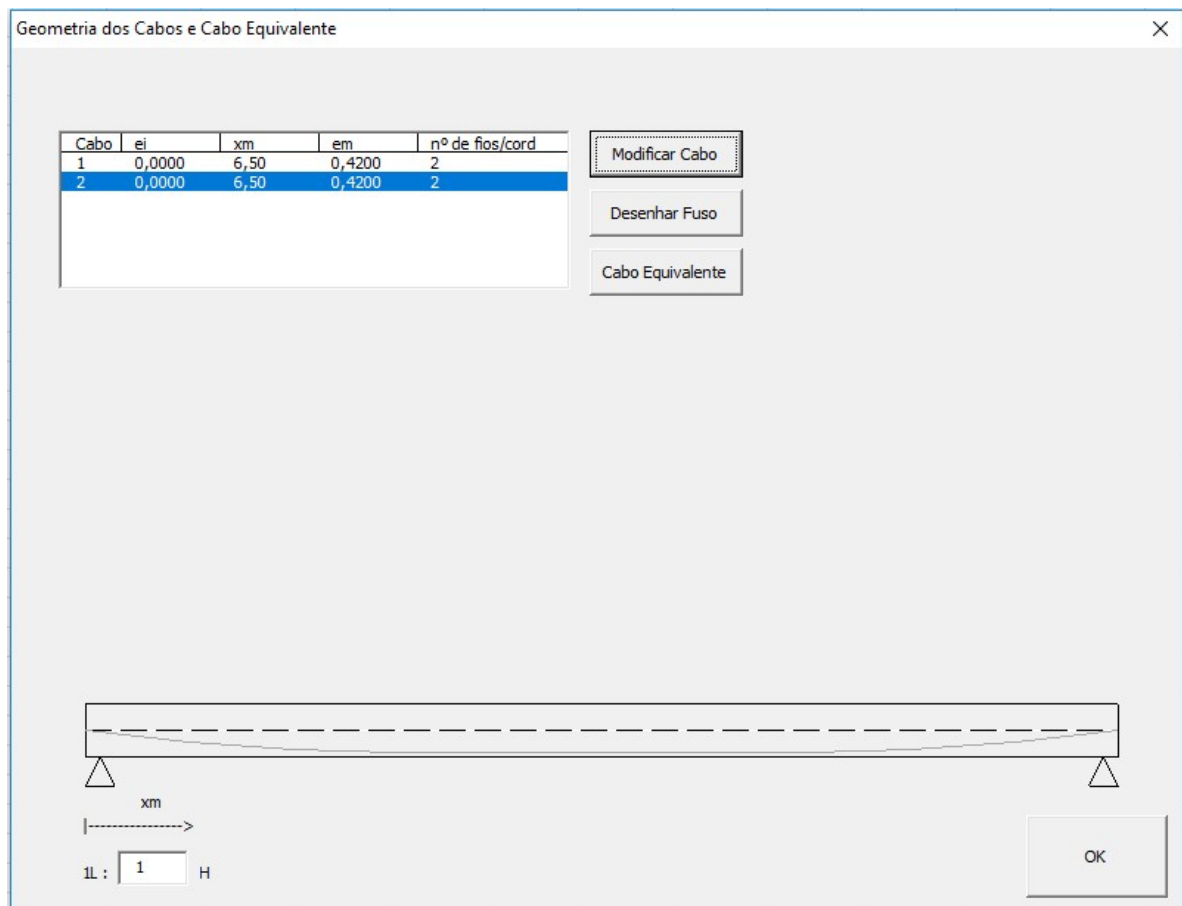 Geometria dos Cabos e Cabo Equivalente
Cabo ei xm em nº de fios/cord
1 0,0000 6,50 0,4200 2
2 0,0000 6,50 0,4200 2
Modificar Cabo
Desenhar Fuso
Cabo Equivalente
xm
1L : 1 H
OK